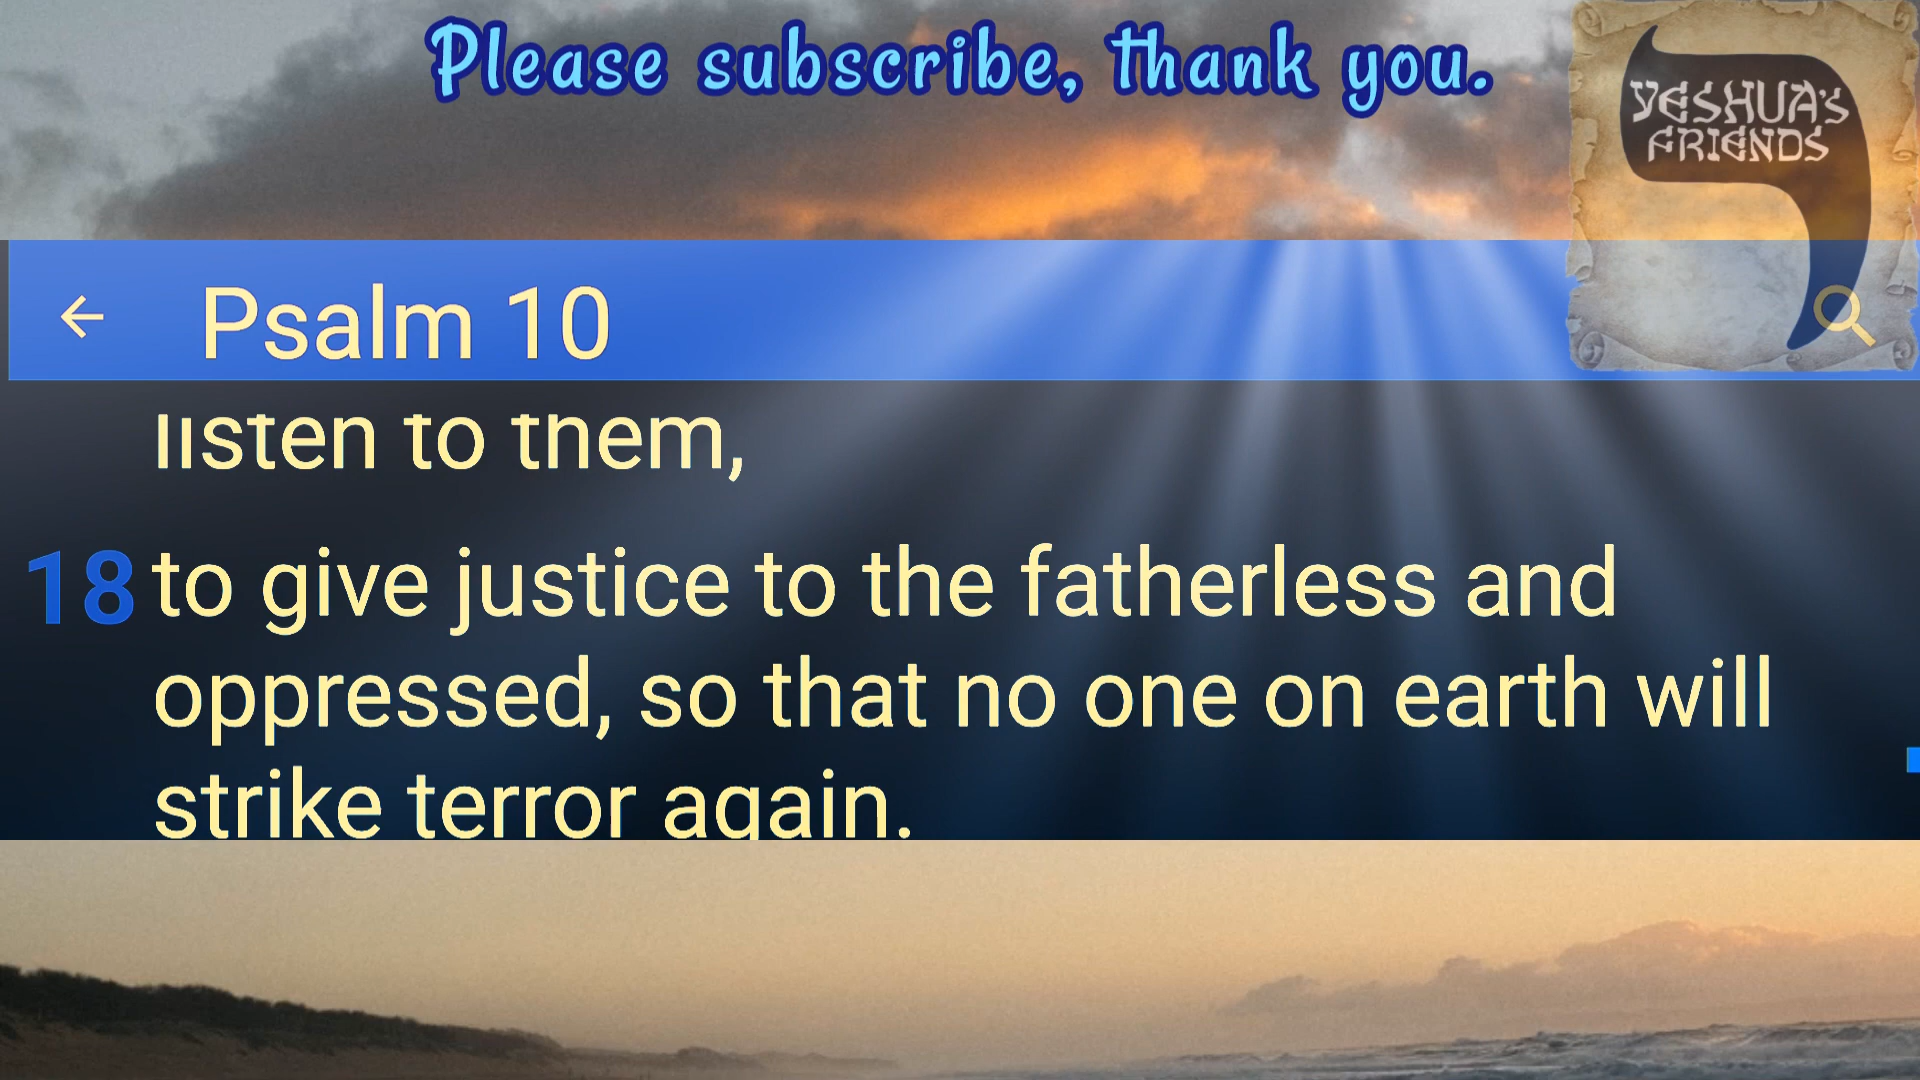 Please subscribe, thank you.
YESHUA'S
FRIENDS
Psalm 10
listen to them,
18 to give justice to the fatherless and
oppressed, so that no one on earth will
strike terror again.